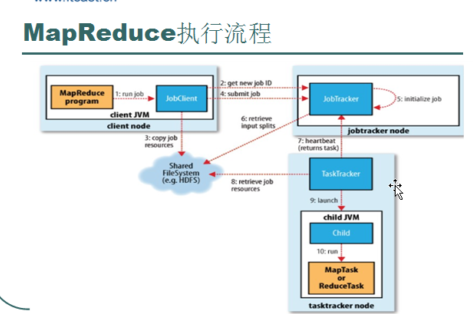 www.itcast.cn
MapReduce执行流程
MapReduce
program
1: run job
JobClient
2: get new job ID
4: submit job
JobTracker
5: initialize job
client JVM
client node
jobtracker node
3: copy job
resources
6: retrieve
input splits
7: heartbeat
(returns task)
Shared
FileSystem
(e.g. HDFS)
TaskTracker
8: retrieve job
resources
9: launch
child JVM
Child
10: run
MapTask
or
ReduceTask
tasktracker node